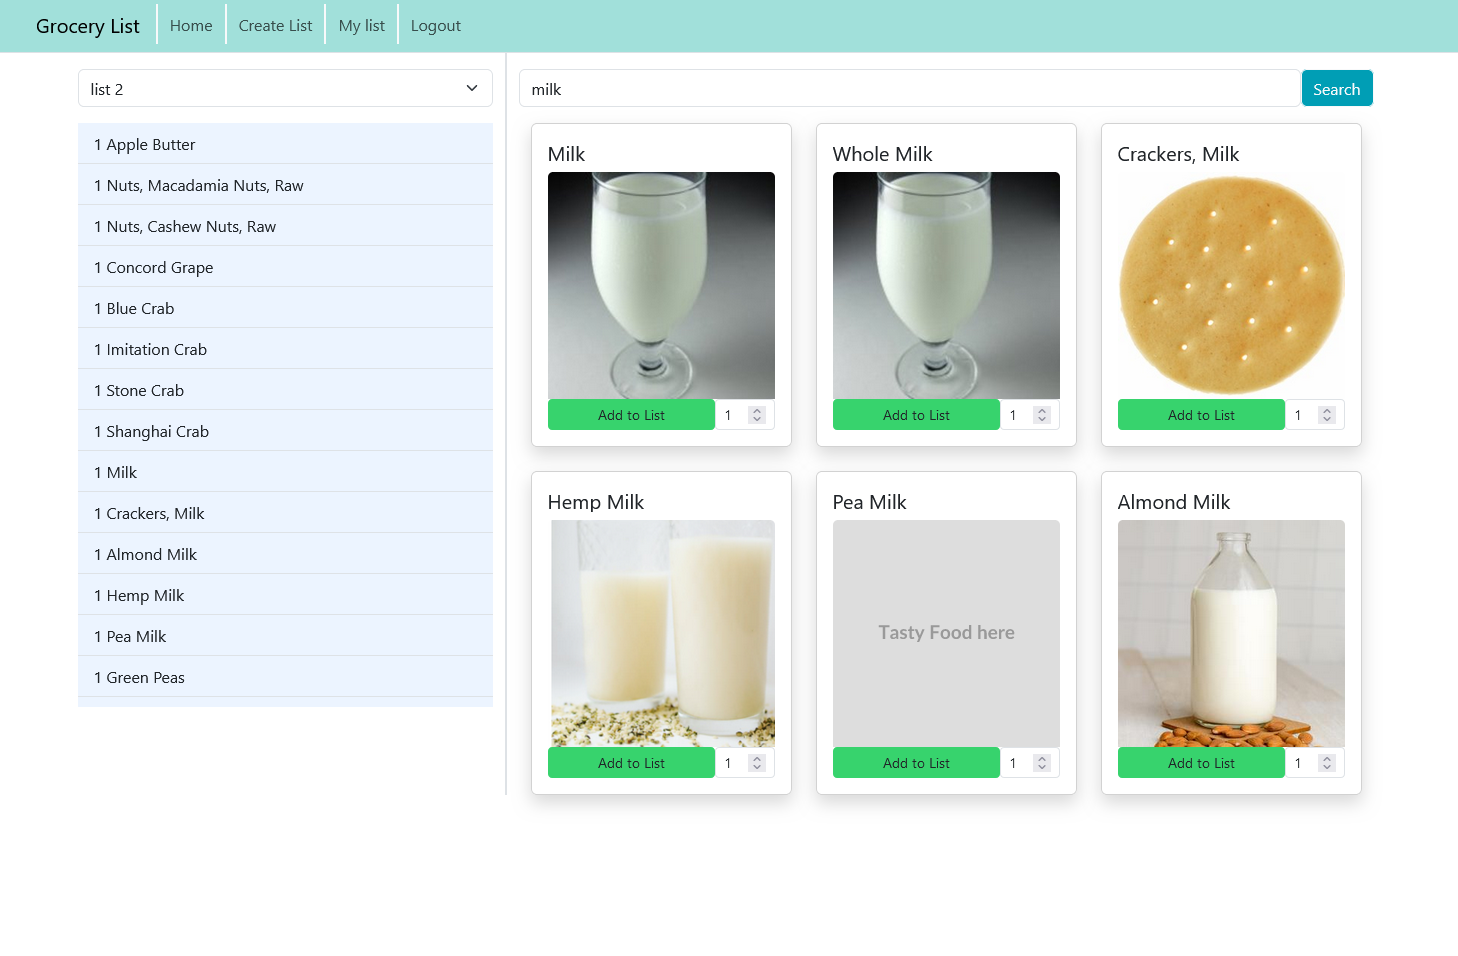 Grocery List Home Create List My list Logout
list 2
1 Apple Butter
1 Nuts, Macadamia Nuts, Raw
1 Nuts, Cashew Nuts, Raw
1 Concord Grape
1 Blue Crab
1 Imitation Crab
1 Stone Crab
1 Shanghai Crab
1 Milk
1 Crackers, Milk
1 Almond Milk
1 Hemp Milk
1 Pea Milk
1 Green Peas
milk Search
Milk
Add to List 1
Whole Milk
Add to List 1
Crackers, Milk
Add to List 1
Hemp Milk
Add to List 1
Pea Milk
Tasty Food here
Add to List 1
Almond Milk
Add to List 1